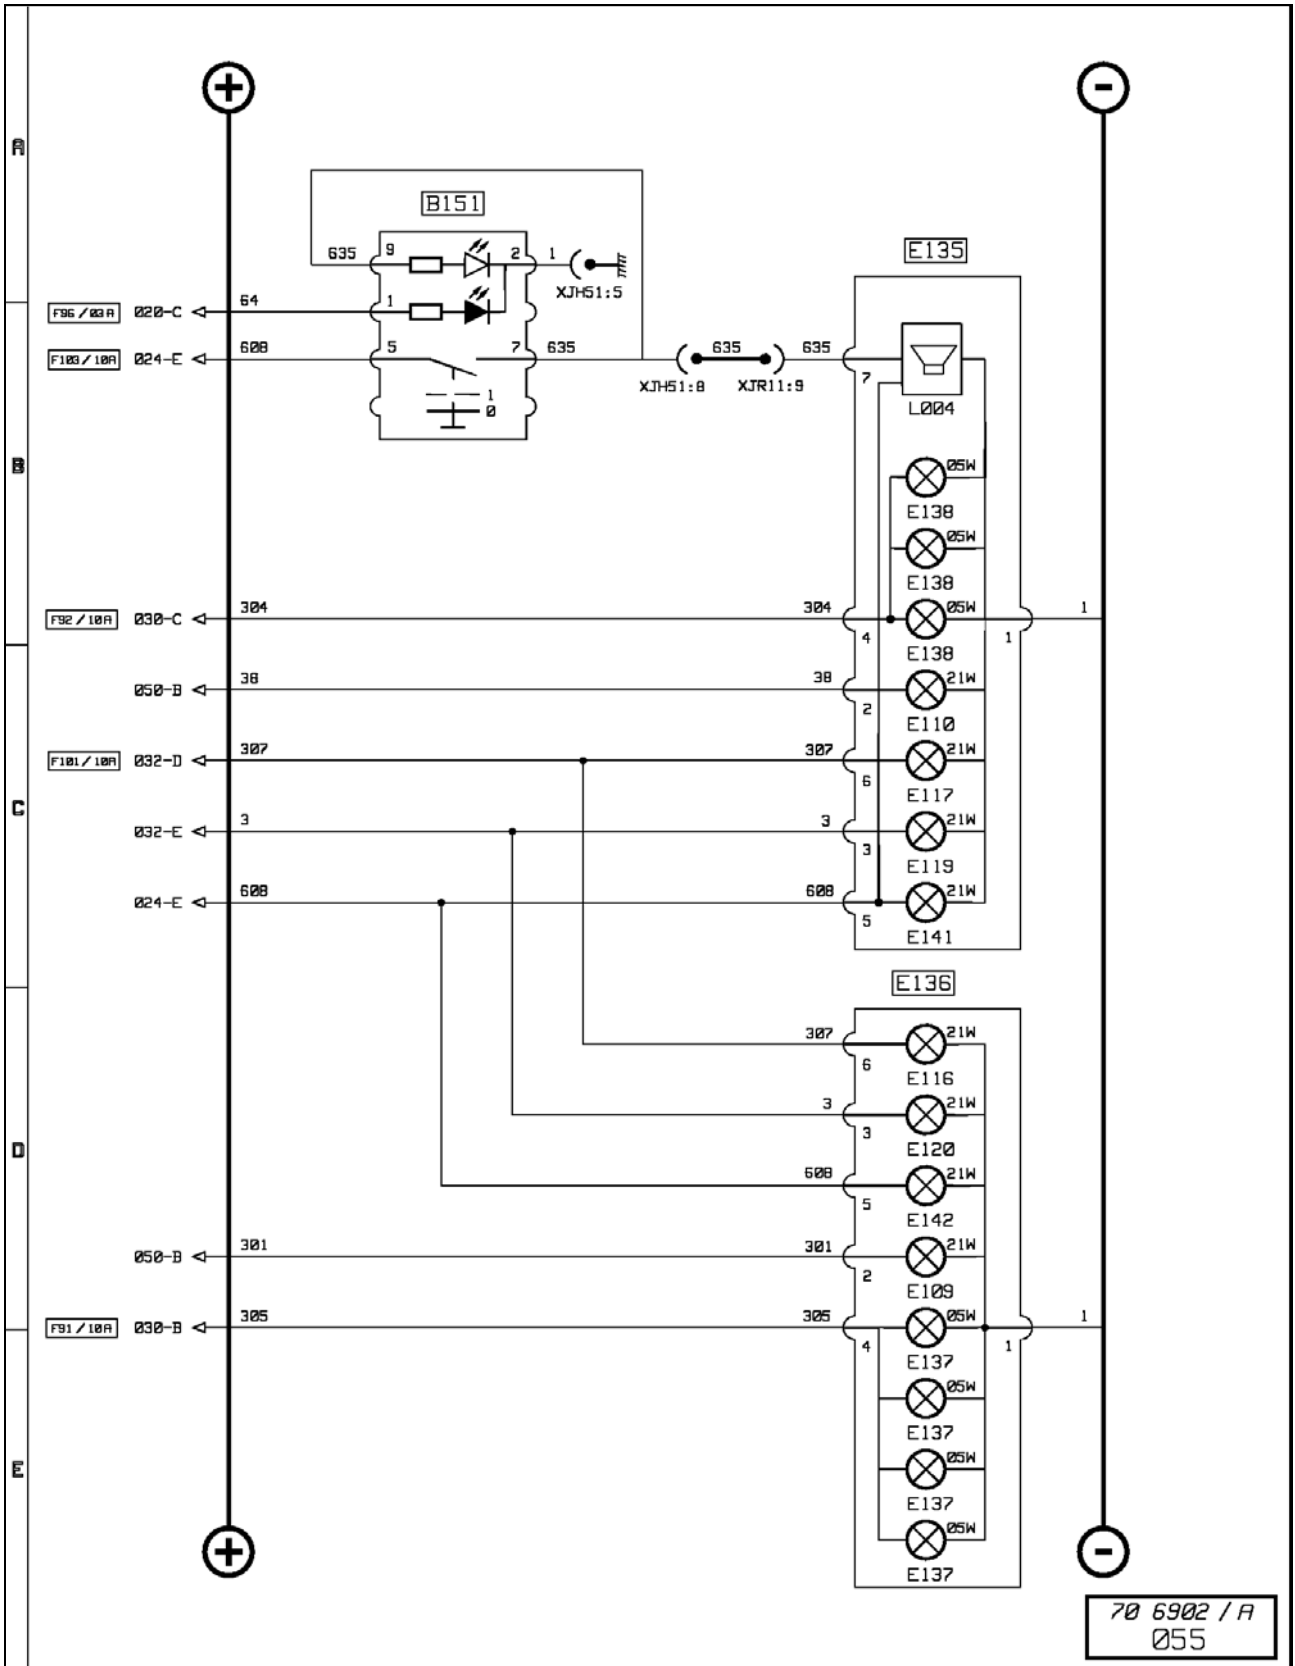 + -
A
B151
635 9 2 1
XJH51:5
E135
F96/03A 020-C 64 1
F103/10A 024-E 608 5 7 635 635 635 7
XJH51:8 XJR11:9
L004
1
0
B
05W
E138
05W
E138
F92/10A 030-C 304 304 4 05W 1 1
E138
050-B 38 38 2 21W
E110
F101/10A 032-D 307 307 6 21W
E117
C
032-E 3 3 3 21W
E119
024-E 608 608 5 21W
E141
E136
307 6 21W
E116
3 3 21W
E120
D
608 5 21W
E142
050-B 301 301 2 21W
E109
F91/10A 030-B 305 305 4 05W 1 1
E137
05W
E137
E
05W
E137
05W
E137
+ -
70 6902 / A
055